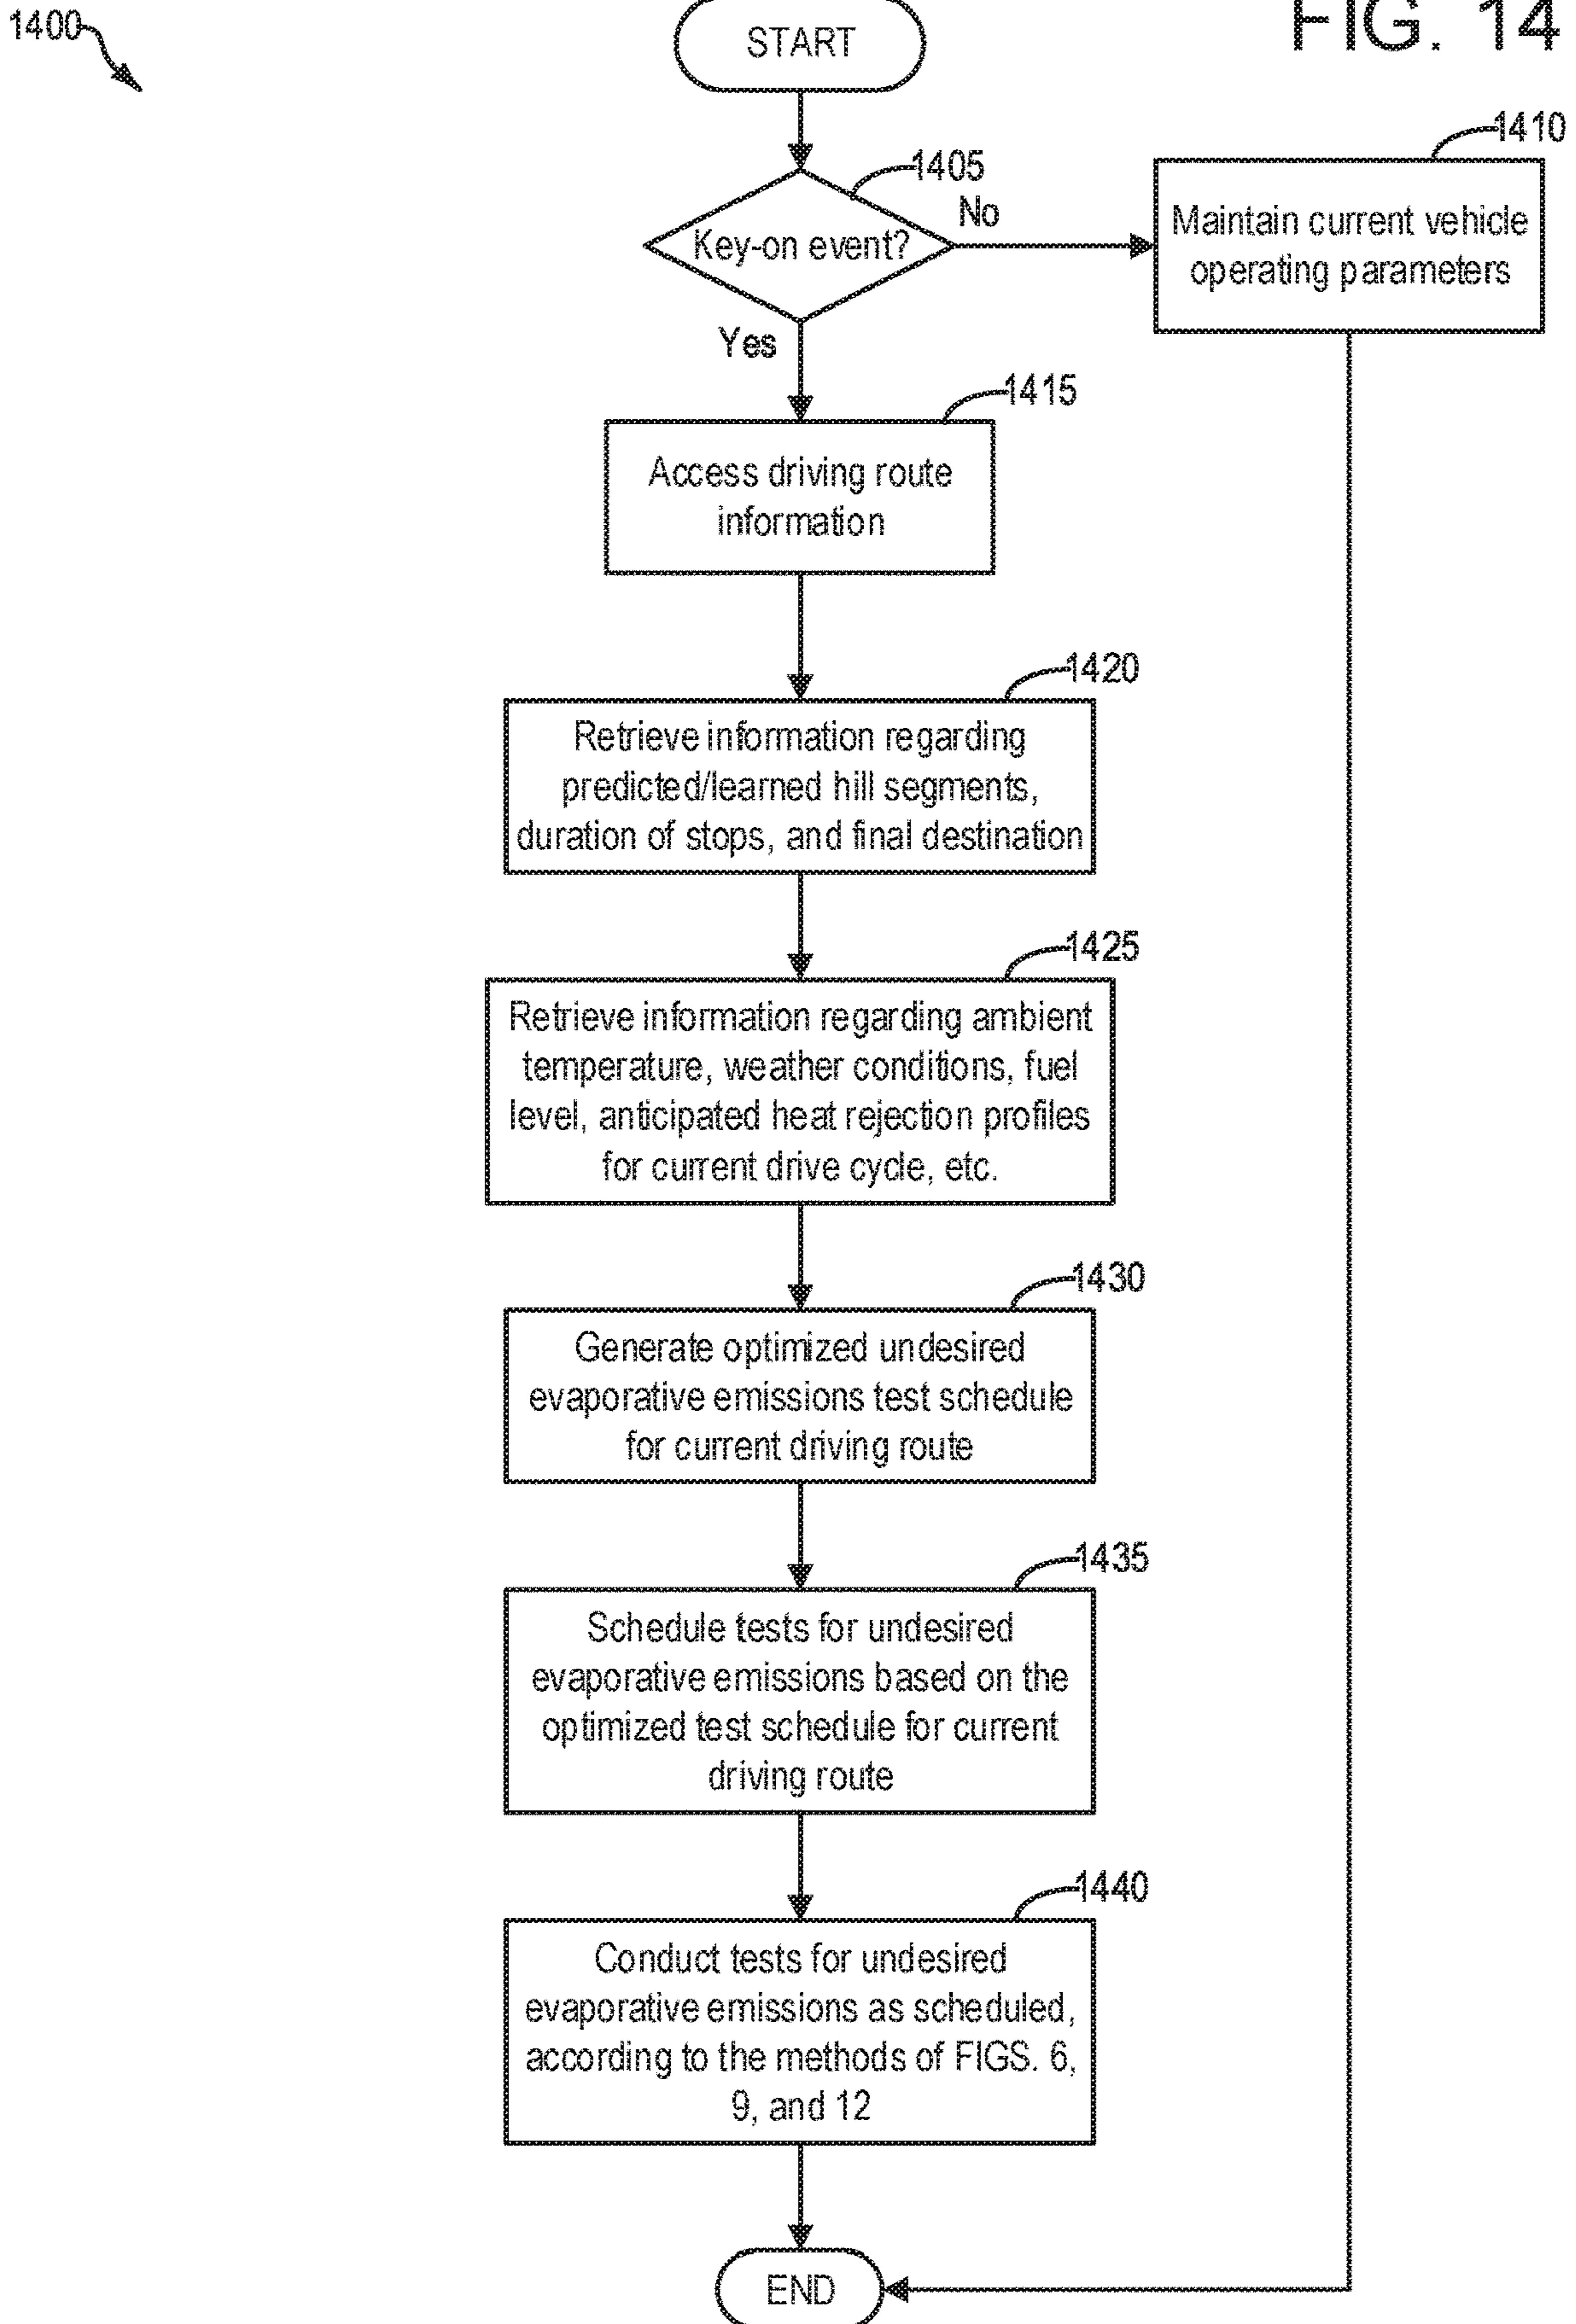 1400
START
FIG. 14
1405
Key-on event?
No
1410
Maintain current vehicle
operating parameters
Yes
1415
Access driving route
information
1420
Retrieve information regarding
predicted/learned hill segments,
duration of stops, and final destination
1425
Retrieve information regarding ambient
temperature, weather conditions, fuel
level, anticipated heat rejection profiles
for current drive cycle, etc.
1430
Generate optimized undesired
evaporative emissions test schedule
for current driving route
1435
Schedule tests for undesired
evaporative emissions based on the
optimized test schedule for current
driving route
1440
Conduct tests for undesired
evaporative emissions as scheduled,
according to the methods of FIGS. 6,
9, and 12
END